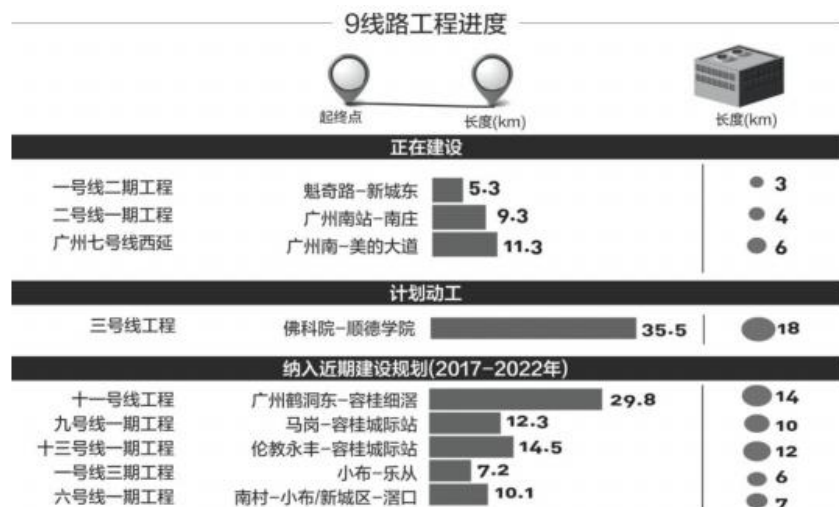 9线路工程进度
起终点 长度(km) 长度(km)
正在建设
一号线二期工程 魁奇路-新城东 5.3 3
二号线一期工程 广州南站-南庄 9.3 4
广州七号线西延 广州南-美的大道 11.3 6
计划动工
三号线工程 佛科院-顺德学院 35.5 18
纳入近期建设规划(2017-2022年)
十一号线工程 广州鹤洞东-容桂细滘 29.8 14
九号线一期工程 马岗-容桂城际站 12.3 10
十三号线一期工程 伦教永丰-容桂城际站 14.5 12
一号线三期工程 小布-乐从 7.2 6
六号线一期工程 南村-小布/新城区-滘口 10.1 7